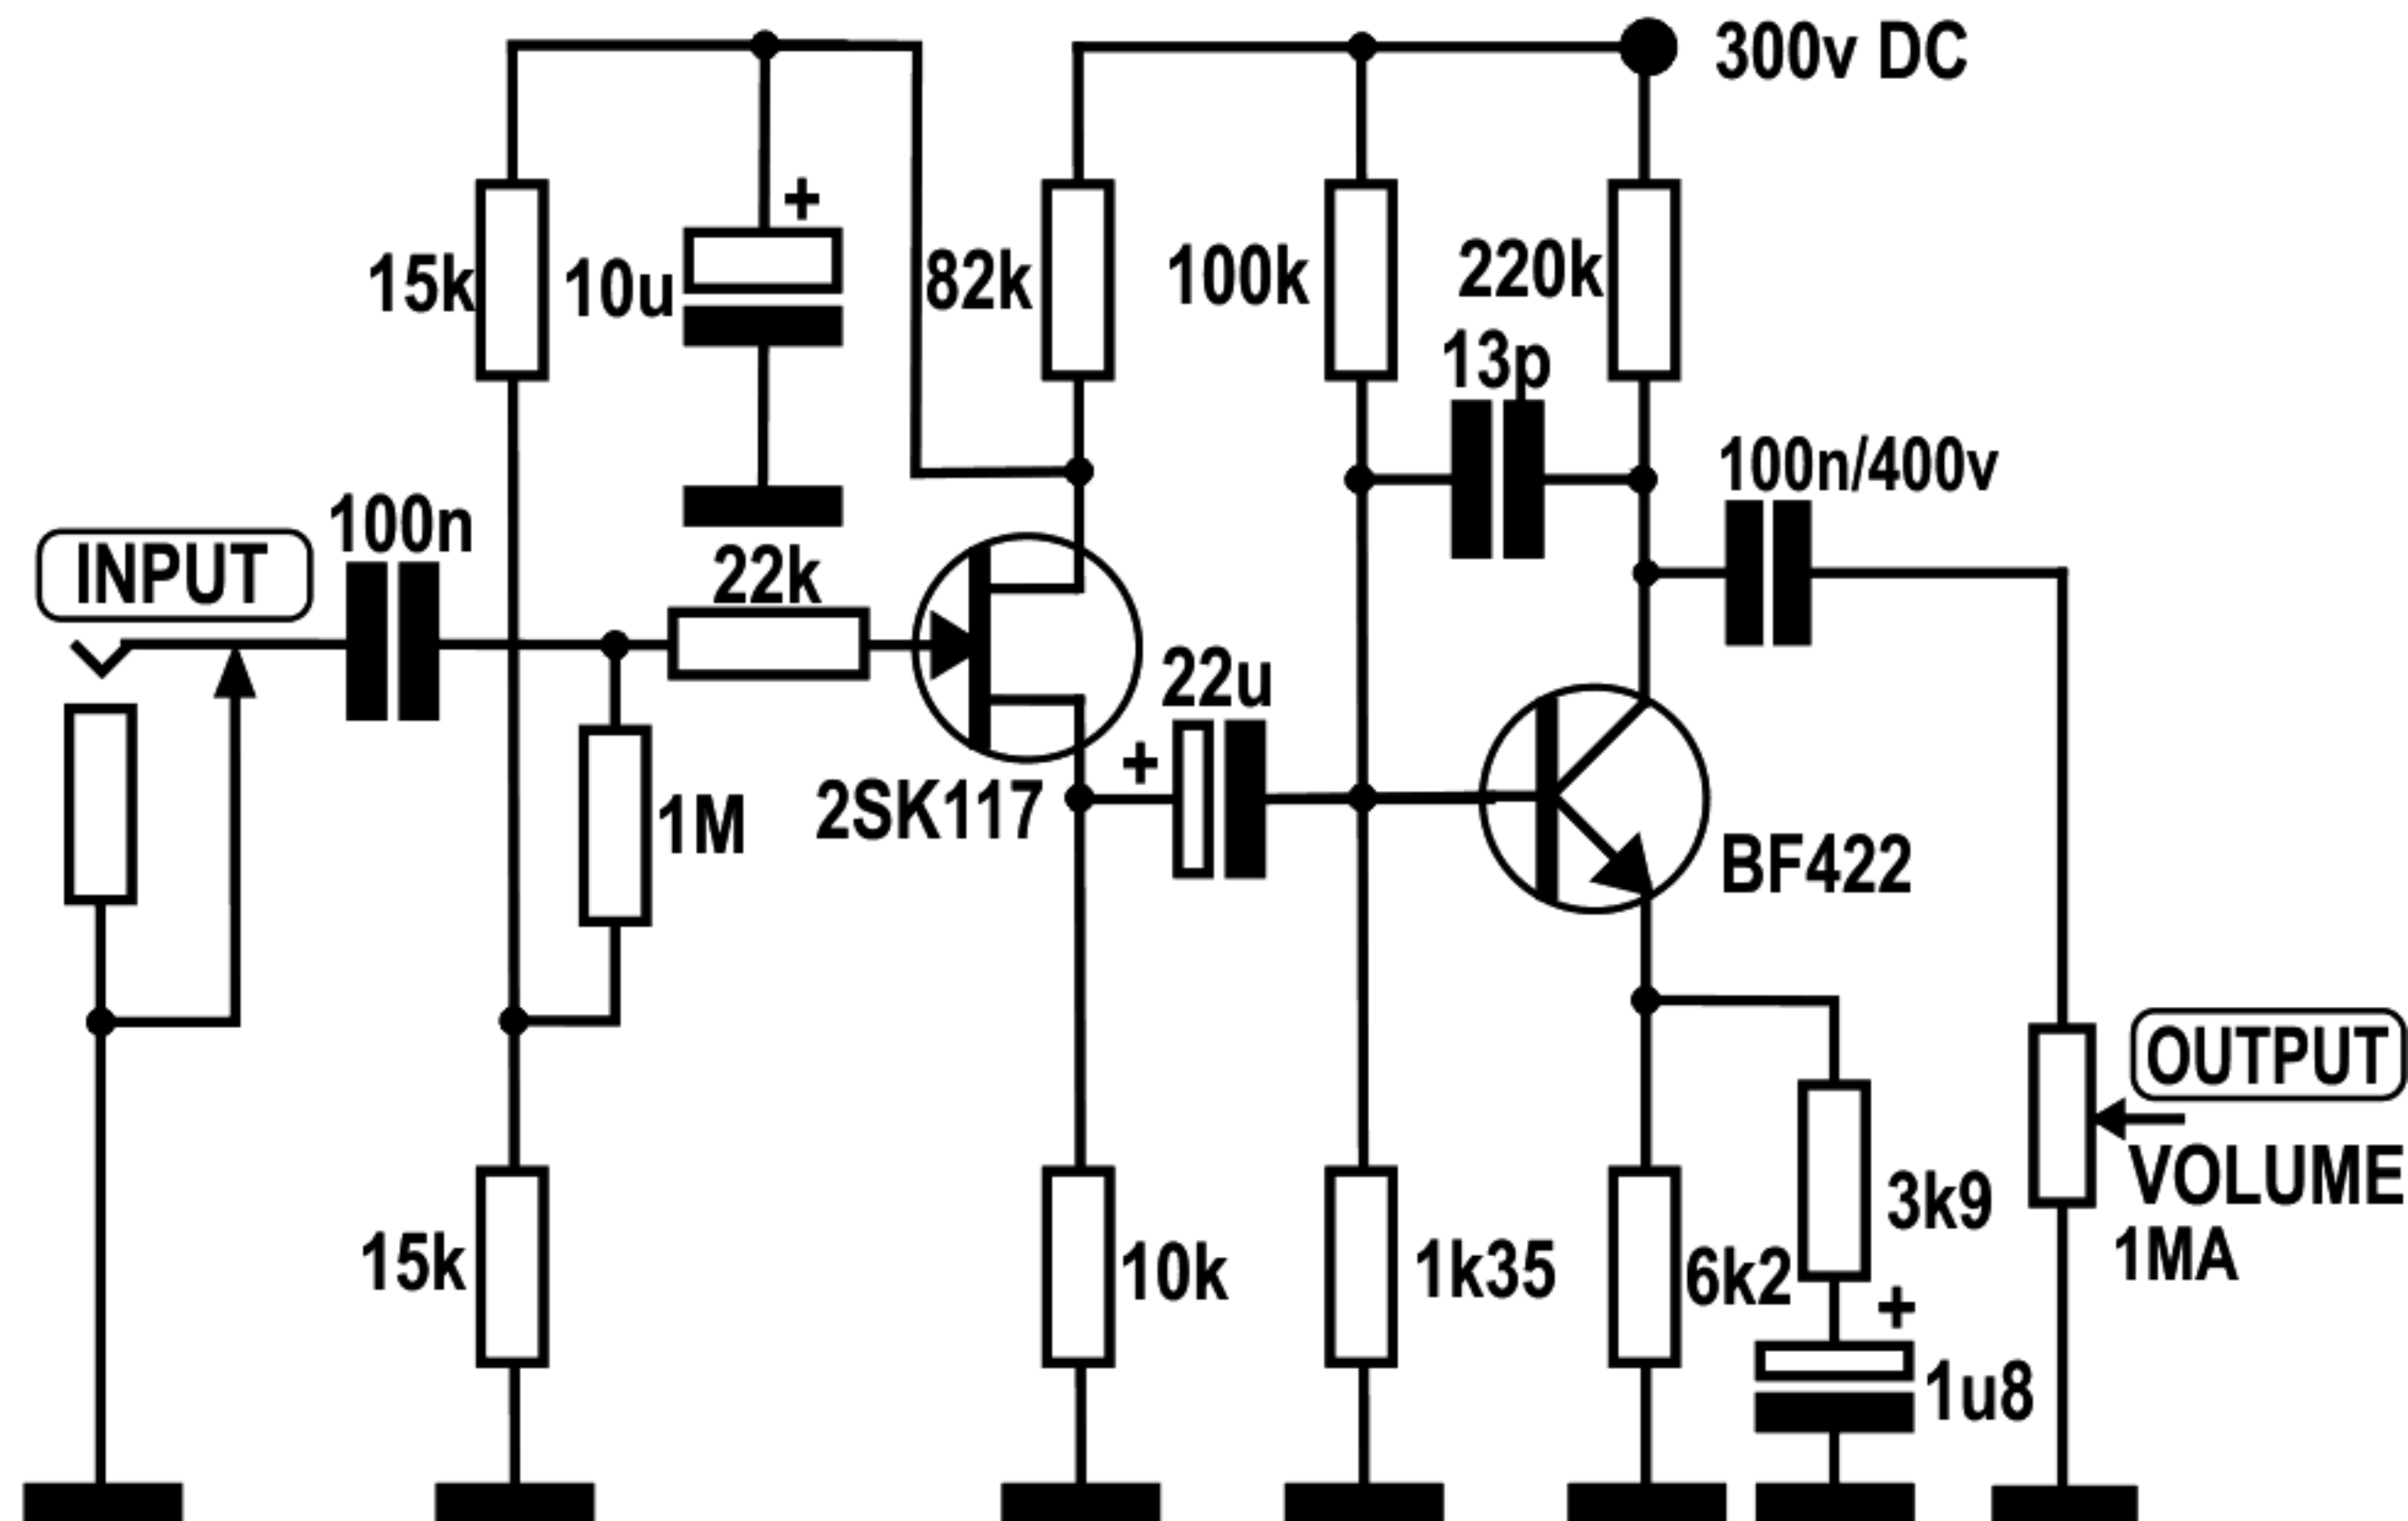 300v DC
+
15k
10u
82k
100k
220k
13p
100n/400v
100n
INPUT
22k
22u
+
1M
2SK117
BF422
OUTPUT
VOLUME
1MA
3k9
15k
10k
1k35
6k2
+
1u8